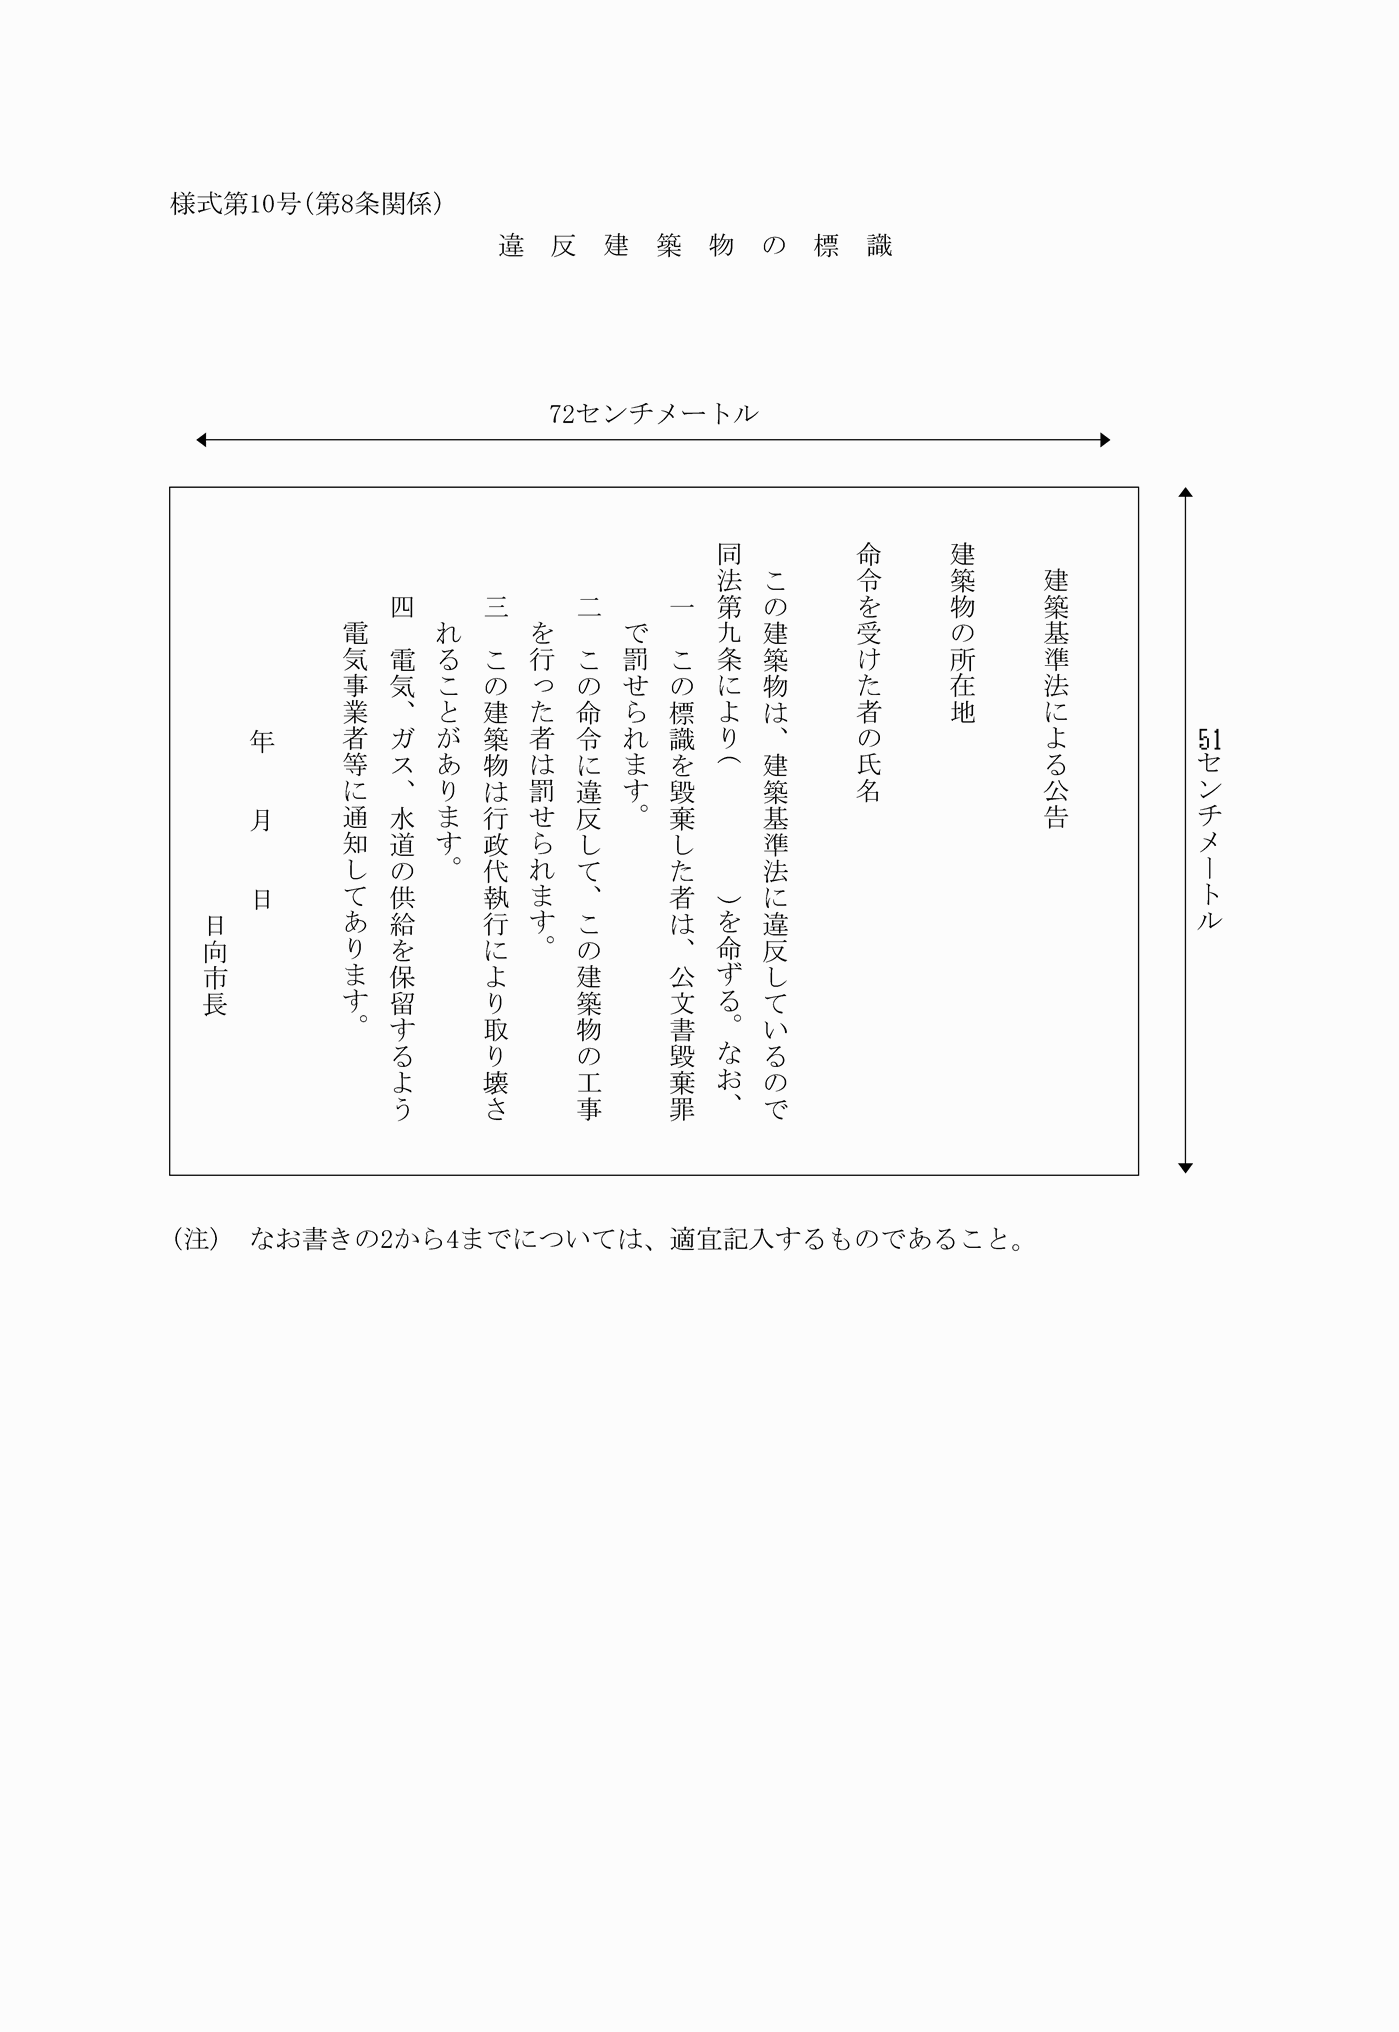 様式第10号(第8条関係)
違反建築物の標識
72センチメートル
51センチメートル
建築基準法による公告
建築物の所在地
命令を受けた者の氏名
この建築物は、建築基準法に違反しているので
同法第九条により(　　　　　)を命ずる。なお、
一　この標識を毀棄した者は、公文書毀棄罪
で罰せられます。
二　この命令に違反して、この建築物の工事
を行った者は罰せられます。
三　この建築物は行政代執行により取り壊さ
れることがあります。
四　電気、ガス、水道の供給を保留するよう
電気事業者等に通知してあります。
年　　月　　日
日向市長
(注)　なお書きの2から4までについては、適宜記入するものであること。